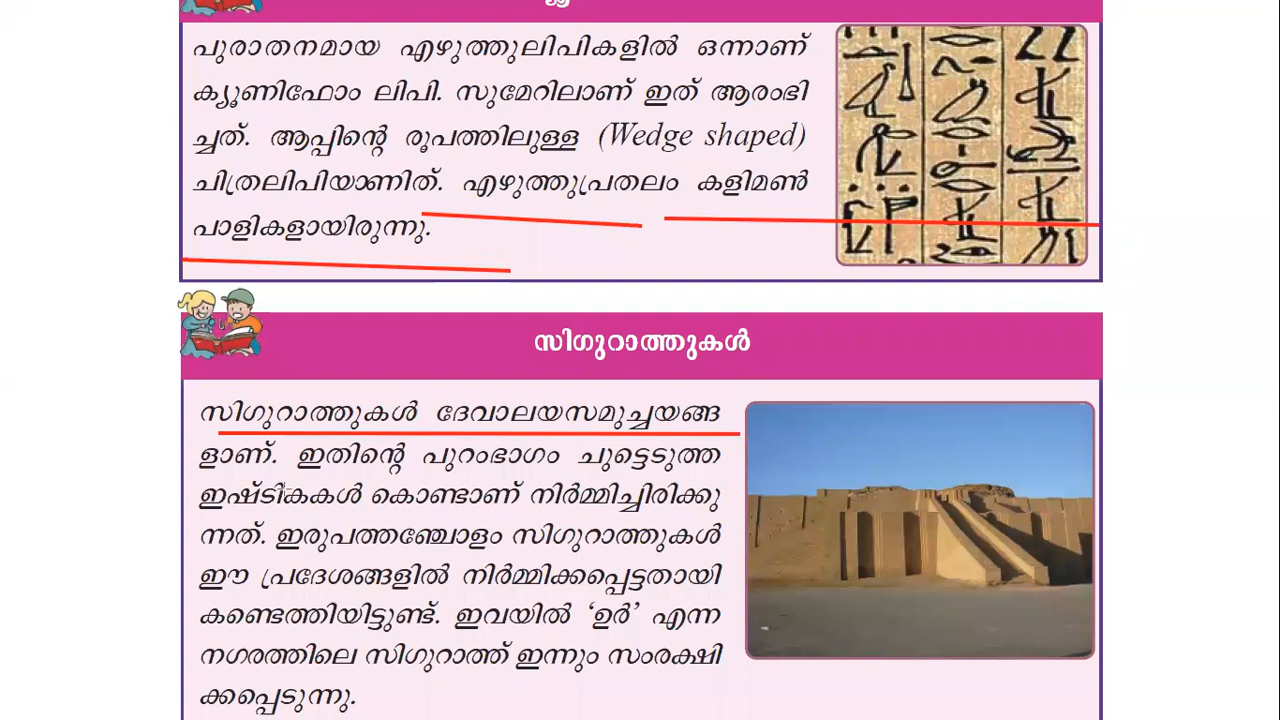 പുരാതനമായ എഴുത്തുലിപികളിൽ ഒന്നാണ്
ക്യൂണിഫോം ലിപി. സുമേറിലാണ് ഇത് ആരംഭി
ച്ചത്. ആപ്പിന്റെ രൂപത്തിലുള്ള (Wedge shaped)
ചിത്രലിപിയാണിത്. എഴുത്തുപ്രതലം കളിമൺ
പാളികളായിരുന്നു.
സിഗുറാത്തുകൾ
സിഗുറാത്തുകൾ ദേവാലയസമുച്ചയങ്ങ
ളാണ്. ഇതിന്റെ പുറംഭാഗം ചുട്ടെടുത്ത
ഇഷ്ടികകൾ കൊണ്ടാണ് നിർമ്മിച്ചിരിക്കു
ന്നത്. ഇരുപത്തഞ്ചോളം സിഗുറാത്തുകൾ
ഈ പ്രദേശങ്ങളിൽ നിർമ്മിക്കപ്പെട്ടതായി
കണ്ടെത്തിയിട്ടുണ്ട്. ഇവയിൽ ‘ഉർ’ എന്ന
നഗരത്തിലെ സിഗുറാത്ത് ഇന്നും സംരക്ഷി
ക്കപ്പെടുന്നു.